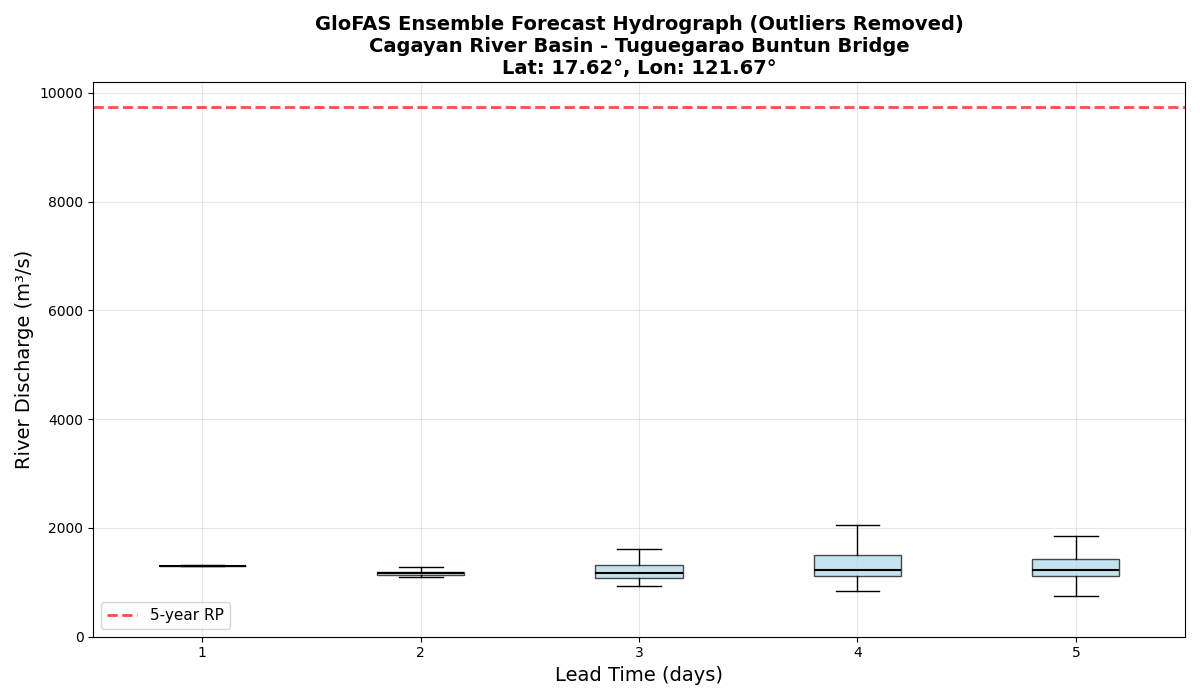 GloFAS Ensemble Forecast Hydrograph (Outliers Removed)
Cagayan River Basin - Tuguegarao Buntun Bridge
Lat: 17.62°, Lon: 121.67°
River Discharge (m³/s)
10000
8000
6000
4000
2000
0
5-year RP
1 2 3 4 5
Lead Time (days)